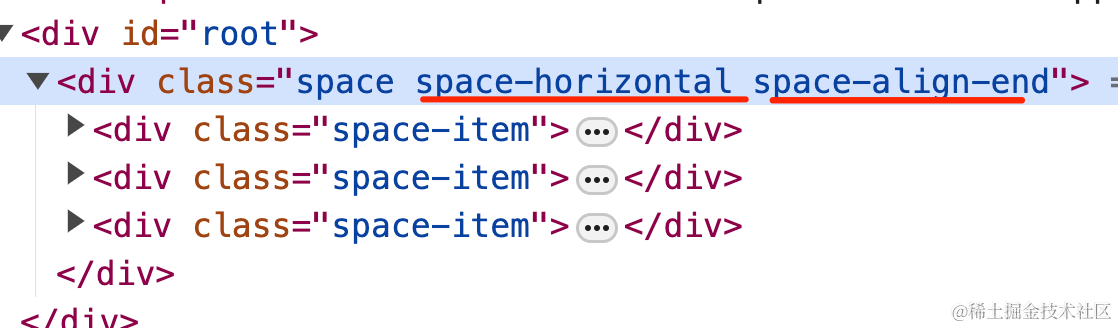 <div id="root">
<div class="space space-horizontal space-align-end"> =
<div class="space-item"> ••• </div>
<div class="space-item"> ••• </div>
<div class="space-item"> ••• </div>
</div>
</div>
@稀土掘金技术社区